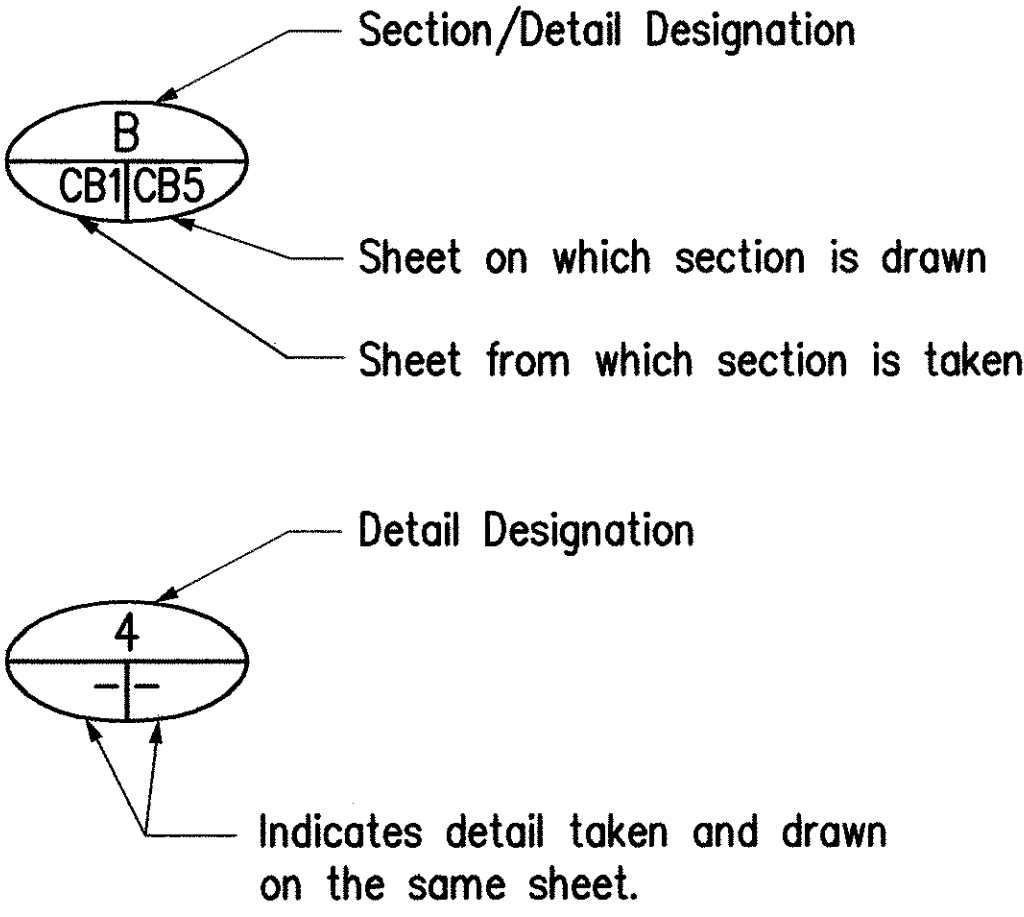 Section/Detail Designation
B
CB1 CB5
Sheet on which section is drawn
Sheet from which section is taken
Detail Designation
4
- -
Indicates detail taken and drawn
on the same sheet.